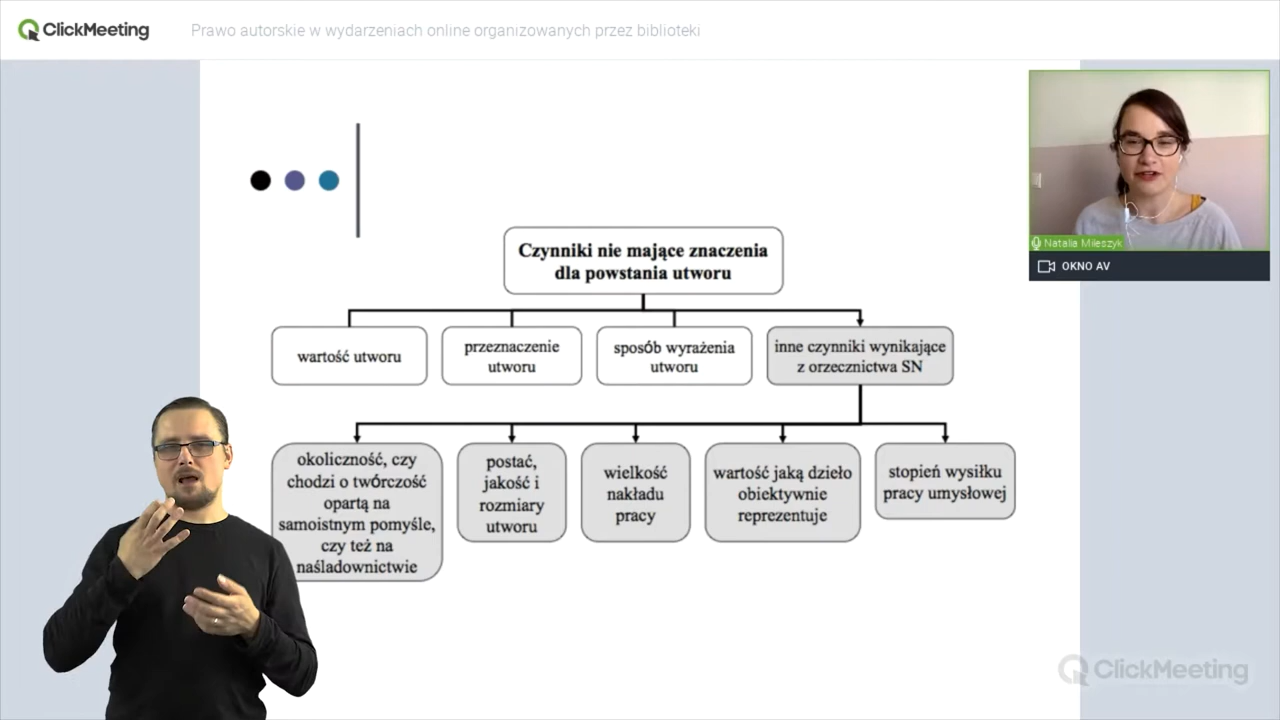 ClickMeeting
Prawo autorskie w wydarzeniach online organizowanych przez biblioteki
Natalia Mileszyk
OKNO AV
Czynniki nie mające znaczenia
dla powstania utworu
wartość utworu
przeznaczenie
utworu
sposób wyrażenia
utworu
inne czynniki wynikające
z orzecznictwa SN
okoliczność, czy
chodzi o twórczość
opartą na
samoistnym pomyśle,
czy też na
naśladownictwie
postać,
jakość i
rozmiary
utworu
wielkość
nakładu
pracy
wartość jaką dzieło
obiektywnie
reprezentuje
stopień wysiłku
pracy umysłowej
ClickMeeting